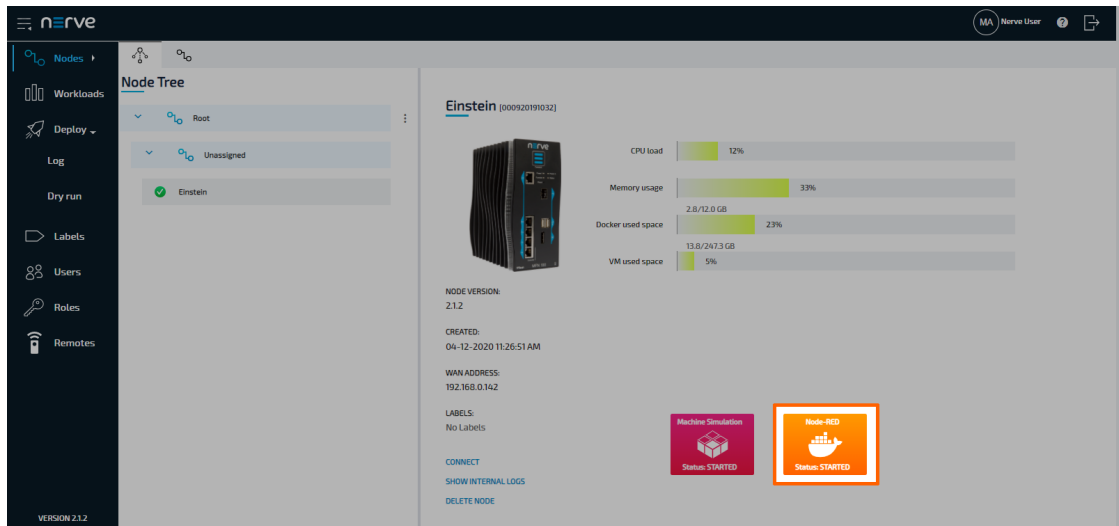 nerve
MA Nerve User ?
Nodes
Workloads
Deploy
Log
Dry run
Labels
Users
Roles
Remotes
VERSION 2.1.2
Node Tree
Root
Unassigned
Einstein
Einstein [000920191032]
nerve
CPU load 12%
Memory usage 33%
2.8/12.0 GB
Docker used space 23%
13.8/247.3 GB
VM used space 5%
NODE VERSION:
2.1.2
CREATED:
04-12-2020 11:26:51 AM
WAN ADDRESS:
192.168.0.142
LABELS:
No Labels
CONNECT
SHOW INTERNAL LOGS
DELETE NODE
Machine Simulation
Status: STARTED
Node-RED
Status: STARTED